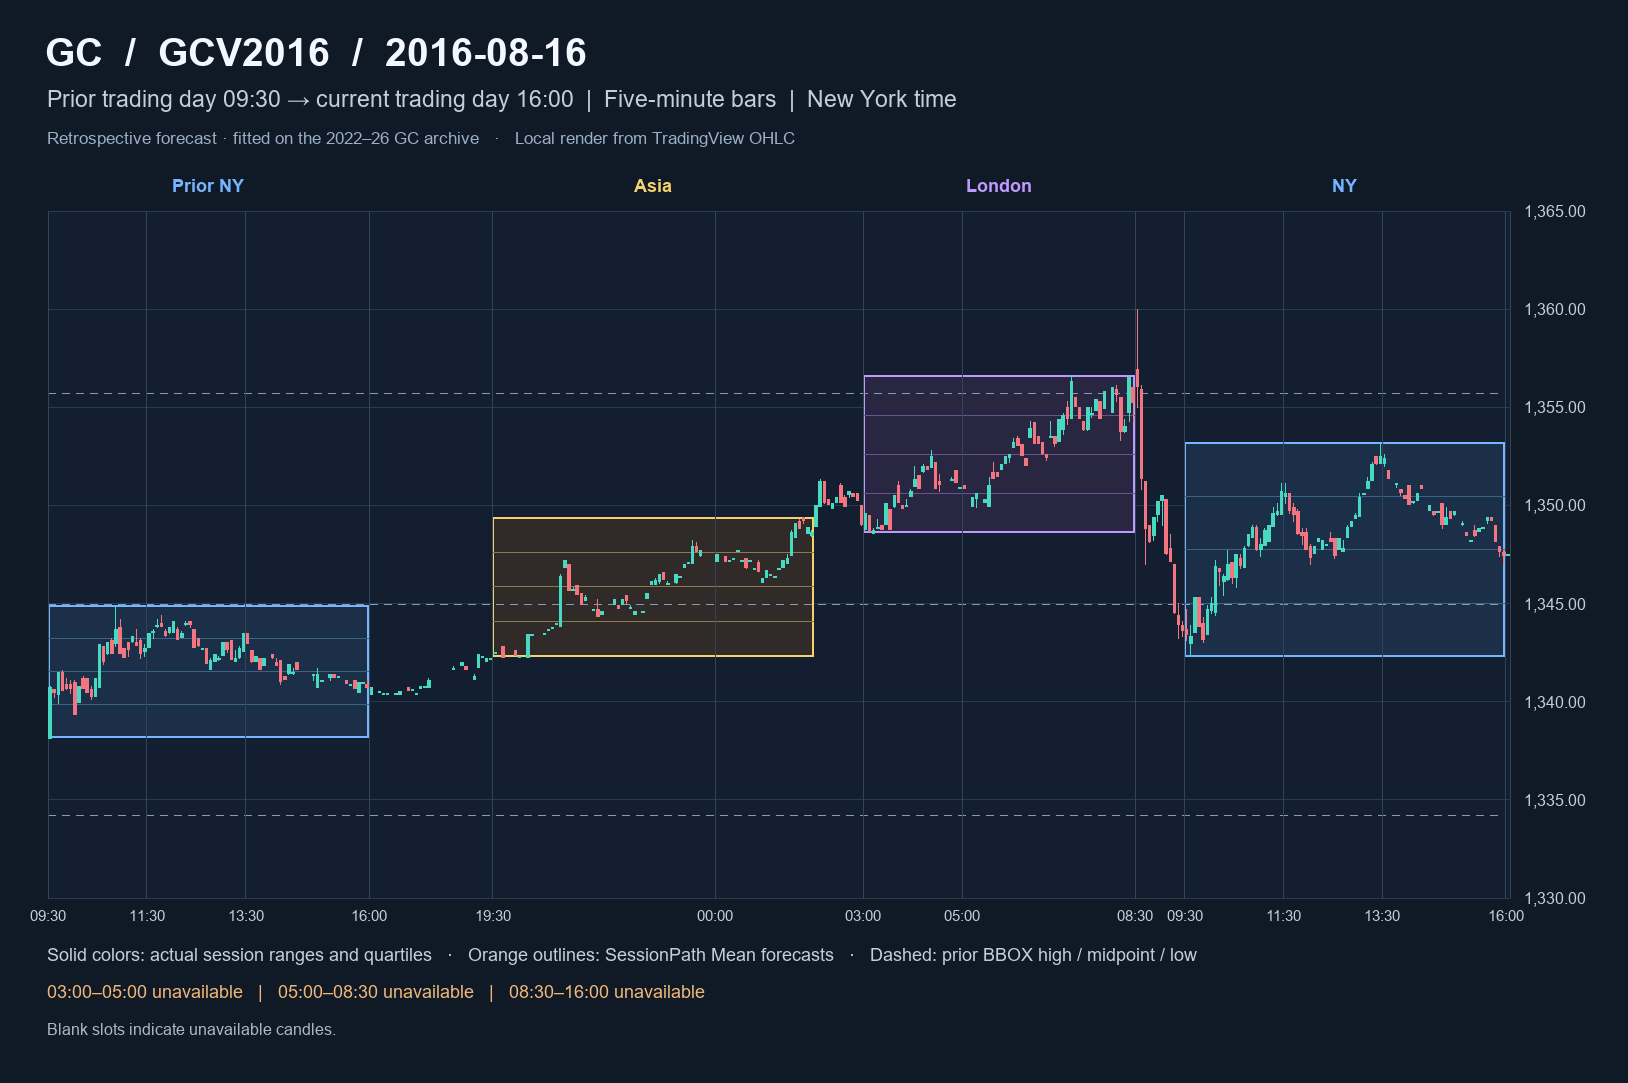 GC / GCV2016 / 2016-08-16
Prior trading day 09:30 → current trading day 16:00 | Five-minute bars | New York time
Retrospective forecast · fitted on the 2022–26 GC archive · Local render from TradingView OHLC
Prior NY Asia London NY
1,365.00
1,360.00
1,355.00
1,350.00
1,345.00
1,340.00
1,335.00
1,330.00
09:30 11:30 13:30 16:00 19:30 00:00 03:00 05:00 08:30 09:30 11:30 13:30 16:00
Solid colors: actual session ranges and quartiles · Orange outlines: SessionPath Mean forecasts · Dashed: prior BBOX high / midpoint / low
03:00–05:00 unavailable | 05:00–08:30 unavailable | 08:30–16:00 unavailable
Blank slots indicate unavailable candles.